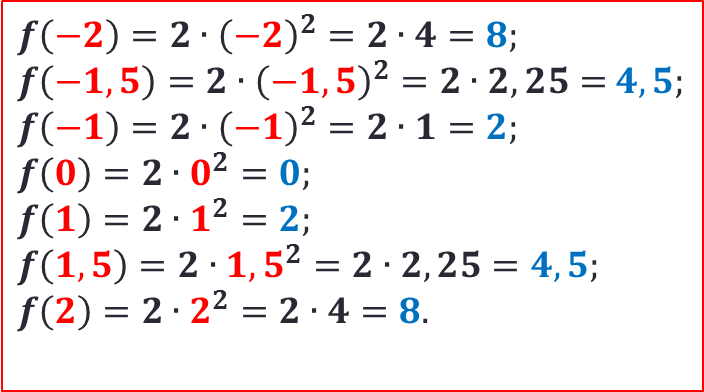 f(−2) = 2 · (−2)² = 2 · 4 = 8;
f(−1,5) = 2 · (−1,5)² = 2 · 2,25 = 4,5;
f(−1) = 2 · (−1)² = 2 · 1 = 2;
f(0) = 2 · 0² = 0;
f(1) = 2 · 1² = 2;
f(1,5) = 2 · 1,5² = 2 · 2,25 = 4,5;
f(2) = 2 · 2² = 2 · 4 = 8.